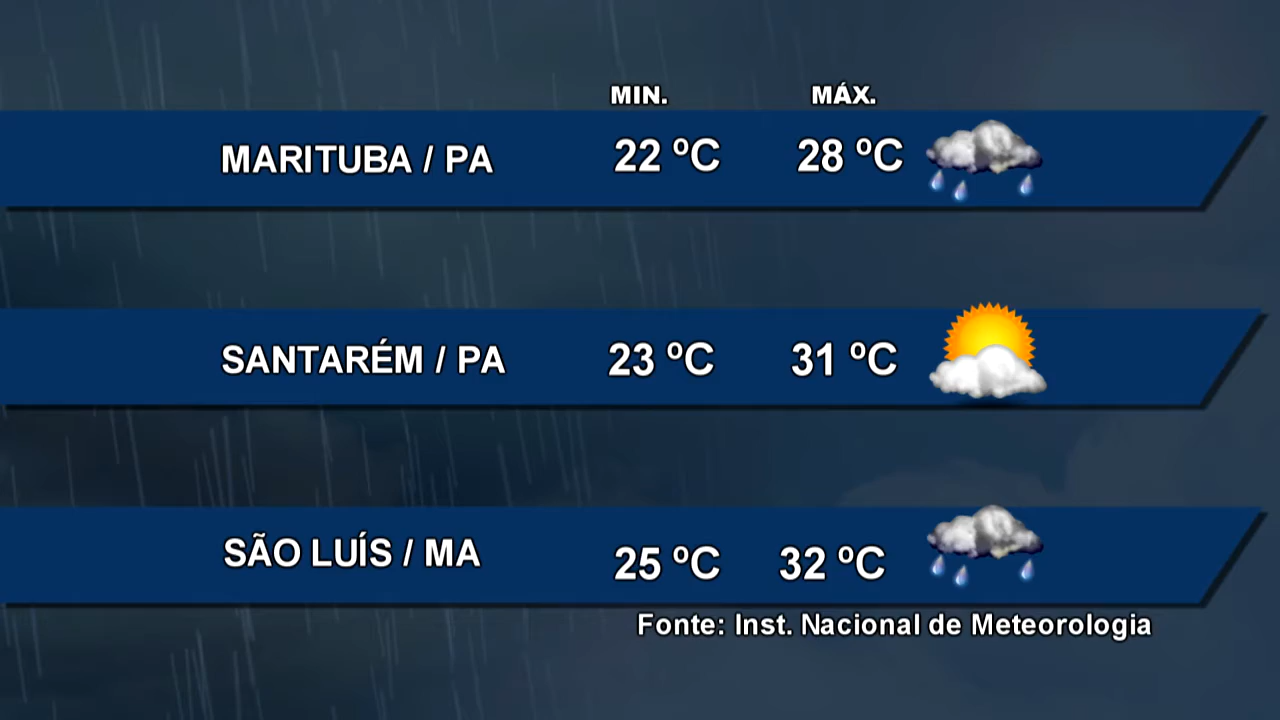 MIN. MÁX.
MARITUBA / PA 22 ºC 28 ºC
SANTARÉM / PA 23 ºC 31 ºC
SÃO LUÍS / MA 25 ºC 32 ºC
Fonte: Inst. Nacional de Meteorologia